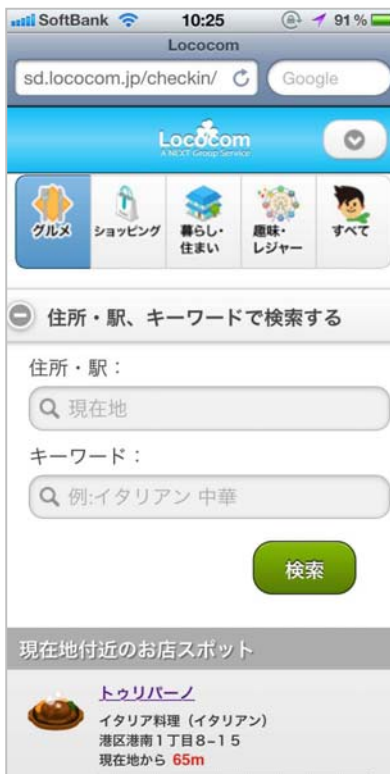 SoftBank 10:25 91%
Lococom
sd.lococom.jp/checkin/ Google
Lococom
A NEXT Group Service
グルメ ショッピング 暮らし・住まい 趣味・レジャー すべて
住所・駅、キーワードで検索する
住所・駅：
現在地
キーワード：
例:イタリアン 中華
検索
現在地付近のお店スポット
トゥリパーノ
イタリア料理（イタリアン）
港区港南1丁目8-15
現在地から 65m